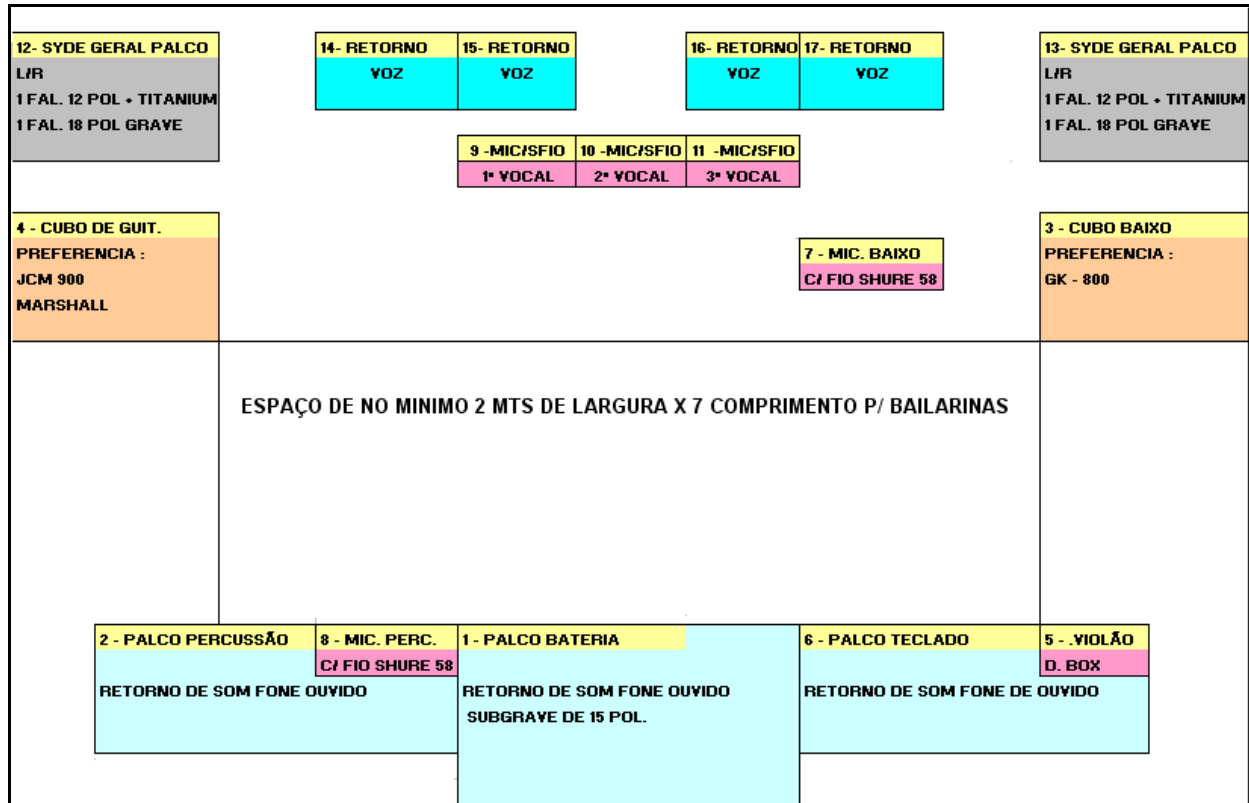 12- SYDE GERAL PALCO
L/R
1 FAL. 12 POL + TITANIUM
1 FAL. 18 POL GRAVE
14- RETORNO
VOZ
15- RETORNO
VOZ
16- RETORNO
VOZ
17- RETORNO
VOZ
13- SYDE GERAL PALCO
L/R
1 FAL. 12 POL + TITANIUM
1 FAL. 18 POL GRAVE
9 -MIC/SFIO
1ª VOCAL
10 -MIC/SFIO
2ª VOCAL
11 -MIC/SFIO
3ª VOCAL
4 - CUBO DE GUIT.
PREFERENCIA :
JCM 900
MARSHALL
7 - MIC. BAIXO
C/ FIO SHURE 58
3 - CUBO BAIXO
PREFERENCIA :
GK - 800
ESPAÇO DE NO MINIMO 2 MTS DE LARGURA X 7 COMPRIMENTO P/ BAILARINAS
2 - PALCO PERCUSSÃO
RETORNO DE SOM FONE OUVIDO
8 - MIC. PERC.
C/ FIO SHURE 58
1 - PALCO BATERIA
RETORNO DE SOM FONE OUVIDO
SUBGRAVE DE 15 POL.
6 - PALCO TECLADO
RETORNO DE SOM FONE DE OUVIDO
5 - .VIOLÃO
D. BOX